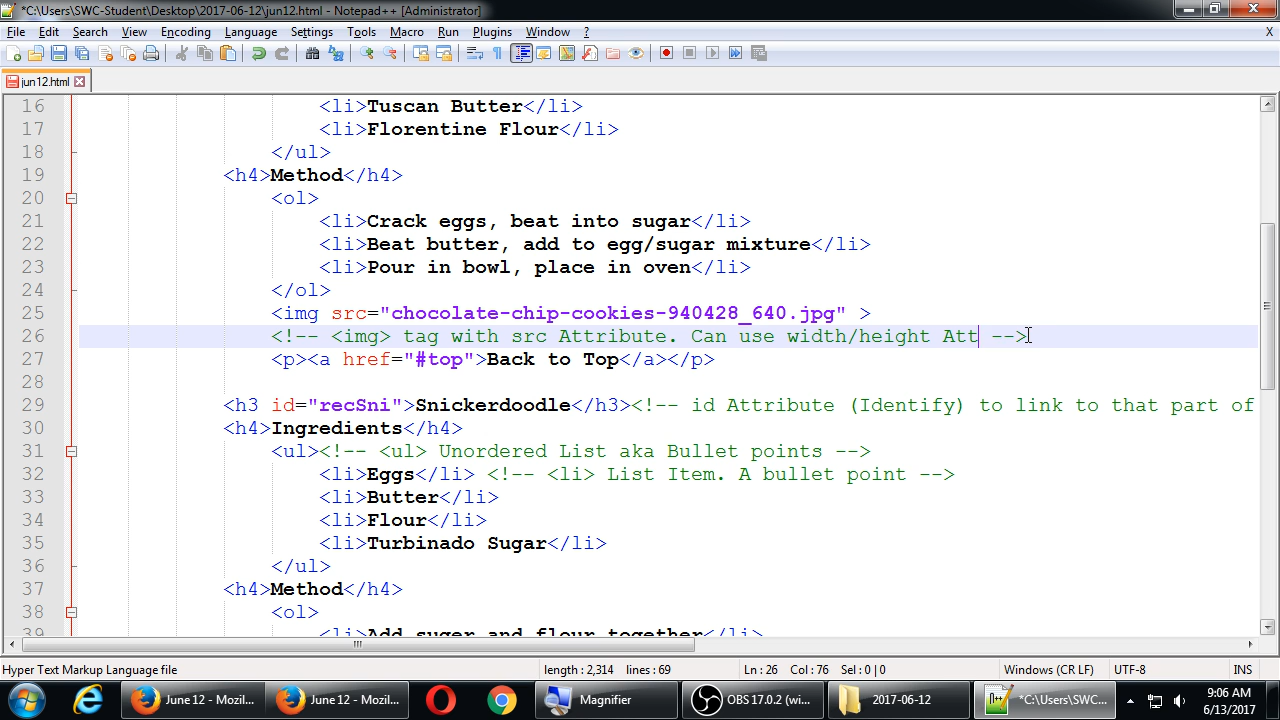 *C:\Users\SWC-Student\Desktop\2017-06-12\jun12.html - Notepad++ [Administrator]
File Edit Search View Encoding Language Settings Tools Macro Run Plugins Window ? X
jun12.html
16 <li>Tuscan Butter</li>
17 <li>Florentine Flour</li>
18 </ul>
19 <h4>Method</h4>
20 <ol>
21 <li>Crack eggs, beat into sugar</li>
22 <li>Beat butter, add to egg/sugar mixture</li>
23 <li>Pour in bowl, place in oven</li>
24 </ol>
25 <img src="chocolate-chip-cookies-940428_640.jpg" >
26 <!-- <img> tag with src Attribute. Can use width/height Att -->
27 <p><a href="#top">Back to Top</a></p>
28
29 <h3 id="recSni">Snickerdoodle</h3><!-- id Attribute (Identify) to link to that part of
30 <h4>Ingredients</h4>
31 <ul><!-- <ul> Unordered List aka Bullet points -->
32 <li>Eggs</li> <!-- <li> List Item. A bullet point -->
33 <li>Butter</li>
34 <li>Flour</li>
35 <li>Turbinado Sugar</li>
36 </ul>
37 <h4>Method</h4>
38 <ol>
39 <li>Add suger and flour together</li>
Hyper Text Markup Language file length : 2,314 lines : 69 Ln : 26 Col : 76 Sel : 0 | 0 Windows (CR LF) UTF-8 INS
June 12 - Mozil... June 12 - Mozil... Magnifier OBS 17.0.2 (wi... 2017-06-12 *C:\Users\SWC... 9:06 AM
6/13/2017